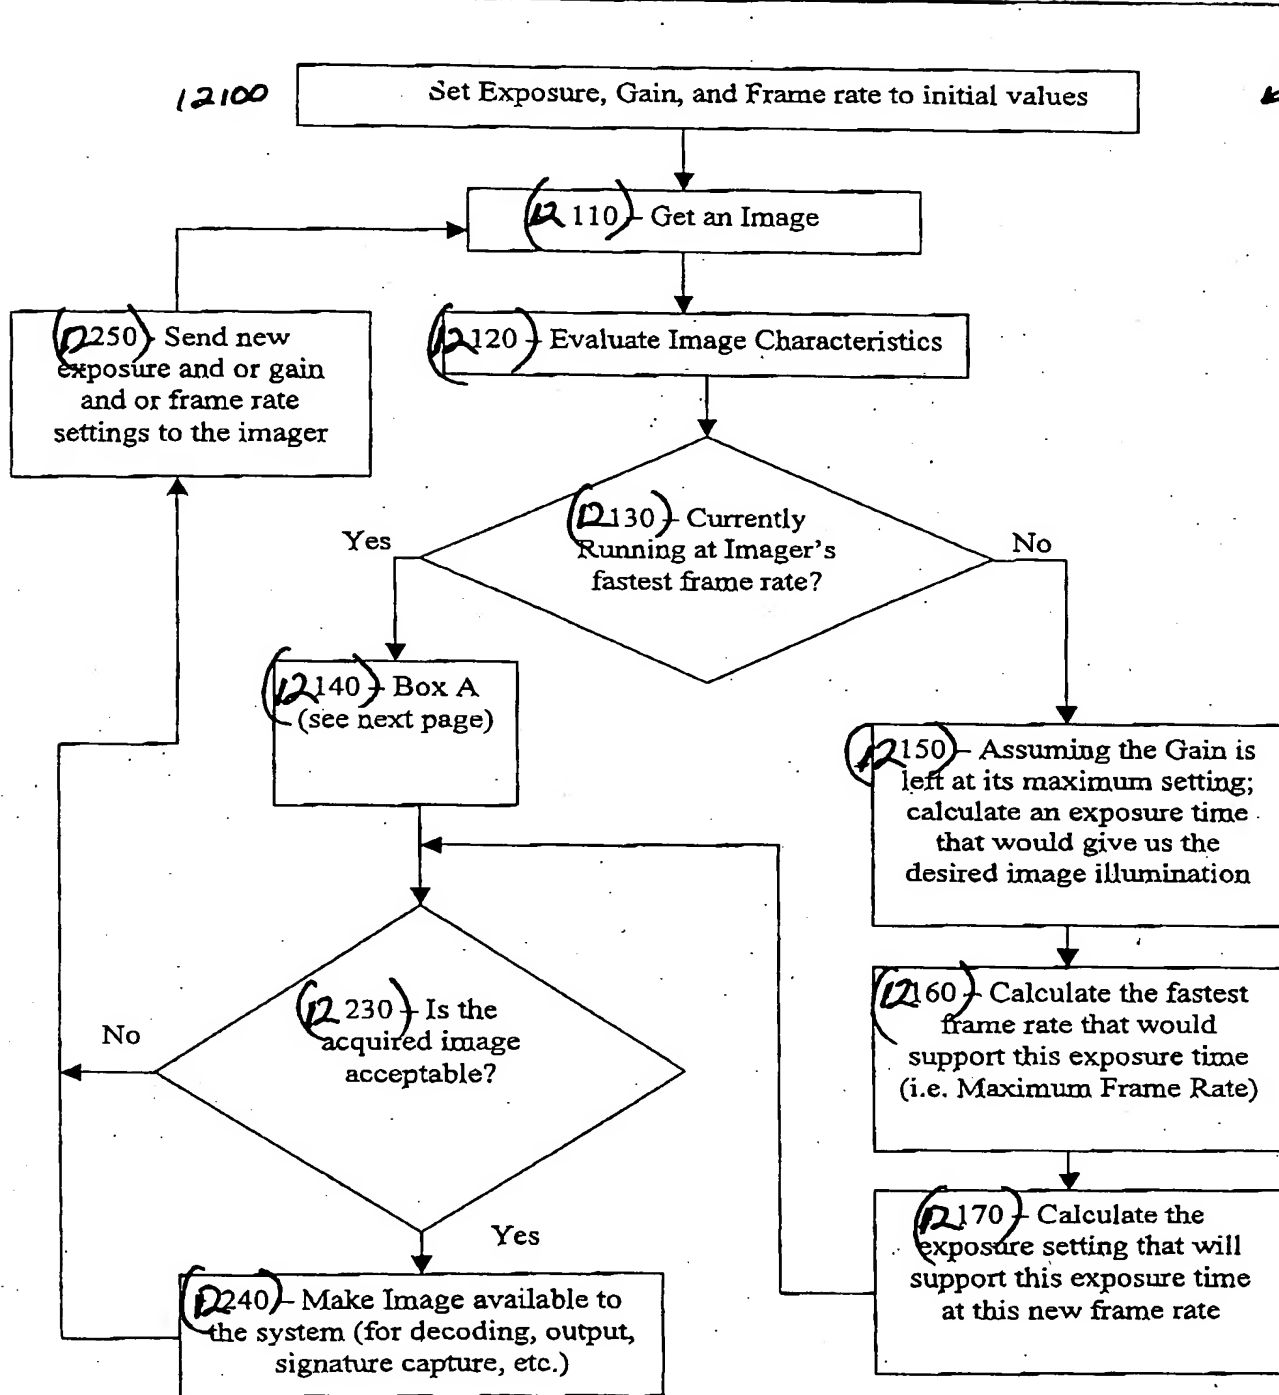 12100
Set Exposure, Gain, and Frame rate to initial values
(12110) - Get an Image
(12250) - Send new
exposure and or gain
and or frame rate
settings to the imager
(12120) - Evaluate Image Characteristics
(12130) - Currently
Running at Imager's
fastest frame rate?
Yes
No
(12140) - Box A
(see next page)
(12150) - Assuming the Gain is
left at its maximum setting;
calculate an exposure time
that would give us the
desired image illumination
(12160) - Calculate the fastest
frame rate that would
support this exposure time
(i.e. Maximum Frame Rate)
(12230) - Is the
acquired image
acceptable?
No
Yes
(12170) - Calculate the
exposure setting that will
support this exposure time
at this new frame rate
(12240) - Make Image available to
the system (for decoding, output,
signature capture, etc.)